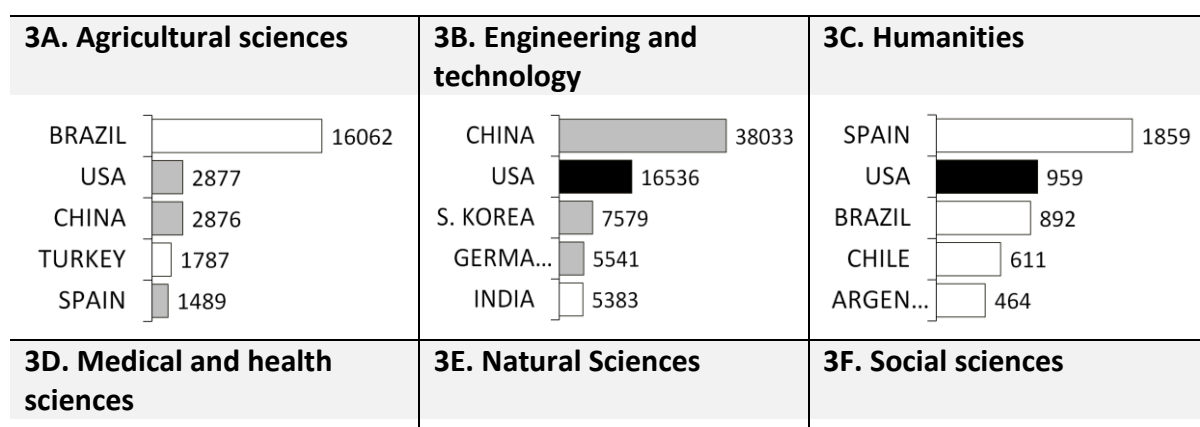 3A. Agricultural sciences
3B. Engineering and
technology
3C. Humanities
BRAZIL 16062
USA 2877
CHINA 2876
TURKEY 1787
SPAIN 1489
CHINA 38033
USA 16536
S. KOREA 7579
GERMA... 5541
INDIA 5383
SPAIN 1859
USA 959
BRAZIL 892
CHILE 611
ARGEN... 464
3D. Medical and health
sciences
3E. Natural Sciences
3F. Social sciences